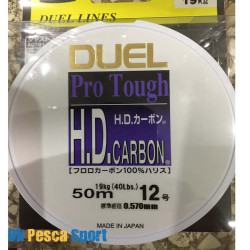 DUEL LINES
19Kg
DUEL
Pro Tough
H.D.カーボン®
H.D.CARBON®
【フロロカーボン100%ハリス】
19kg(40Lbs.)
50m 12号
標準直径 0.570mm
MADE IN JAPAN
Pesca Sport